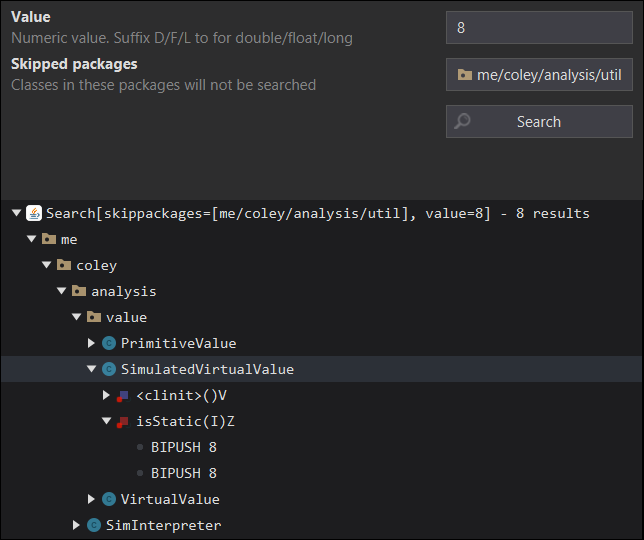 Value
8
Numeric value. Suffix D/F/L to for double/float/long
Skipped packages
me/coley/analysis/util
Classes in these packages will not be searched
Search
Search[skippackages=[me/coley/analysis/util], value=8] - 8 results
me
coley
analysis
value
PrimitiveValue
SimulatedVirtualValue
<clinit>()V
isStatic(I)Z
BIPUSH 8
BIPUSH 8
VirtualValue
SimInterpreter